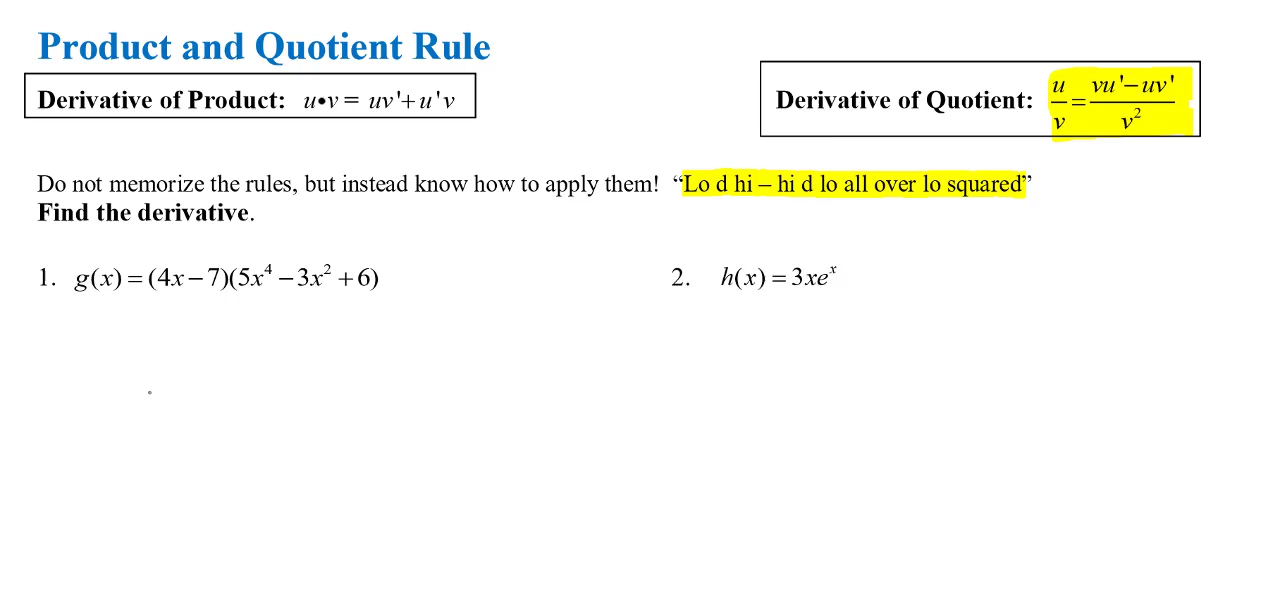 Product and Quotient Rule
Derivative of Product: u•v = uv'+u'v
Derivative of Quotient: u/v = (vu'−uv')/v²
Do not memorize the rules, but instead know how to apply them! “Lo d hi – hi d lo all over lo squared”
Find the derivative.
1. g(x) = (4x−7)(5x⁴−3x²+6)
2. h(x) = 3xeˣ